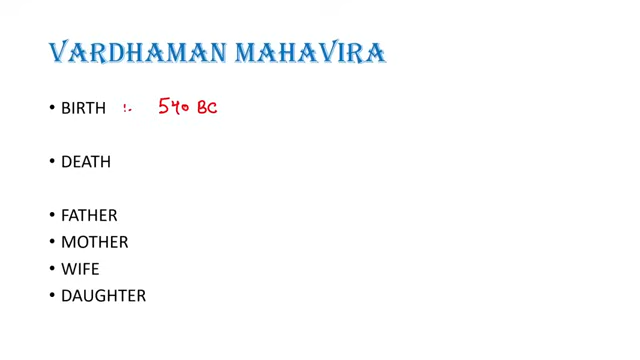 VARDHAMAN MAHAVIRA
• BIRTH :- 540 BC
• DEATH
• FATHER
• MOTHER
• WIFE
• DAUGHTER